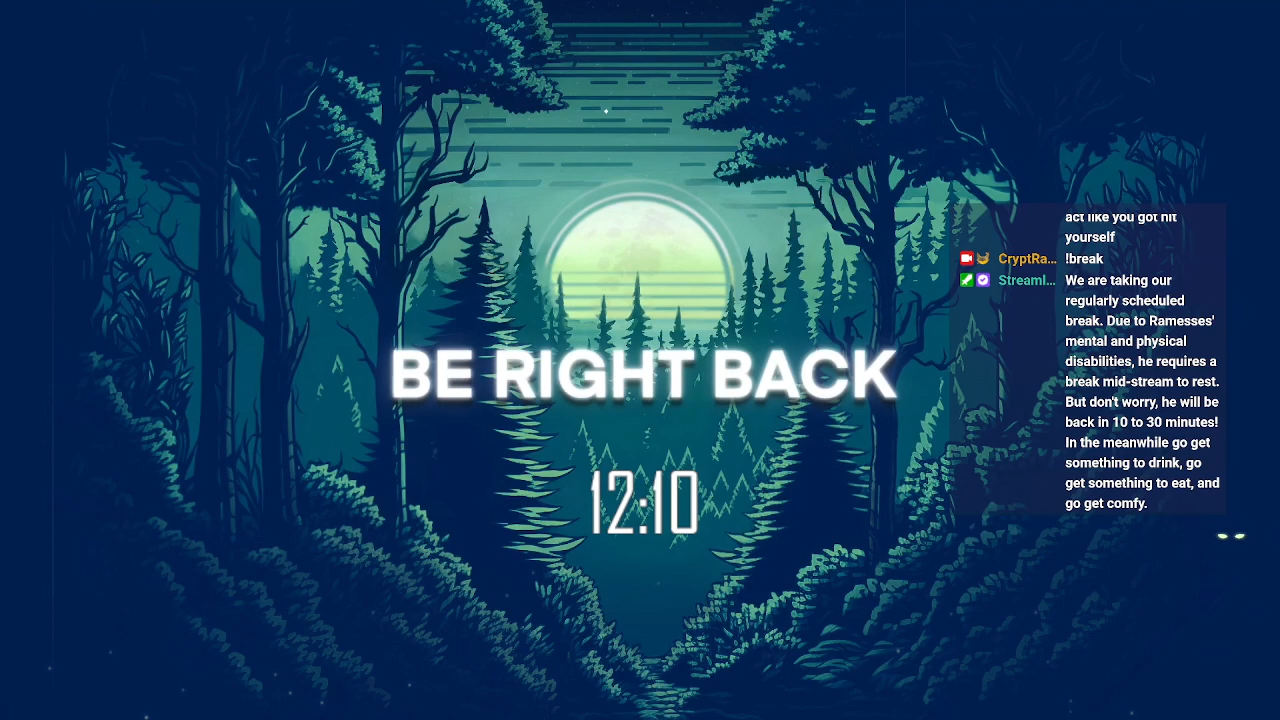 BE RIGHT BACK
12:10
act like you got hit
yourself
CryptRa... !break
Streaml... We are taking our
regularly scheduled
break. Due to Ramesses'
mental and physical
disabilities, he requires a
break mid-stream to rest.
But don't worry, he will be
back in 10 to 30 minutes!
In the meanwhile go get
something to drink, go
get something to eat, and
go get comfy.